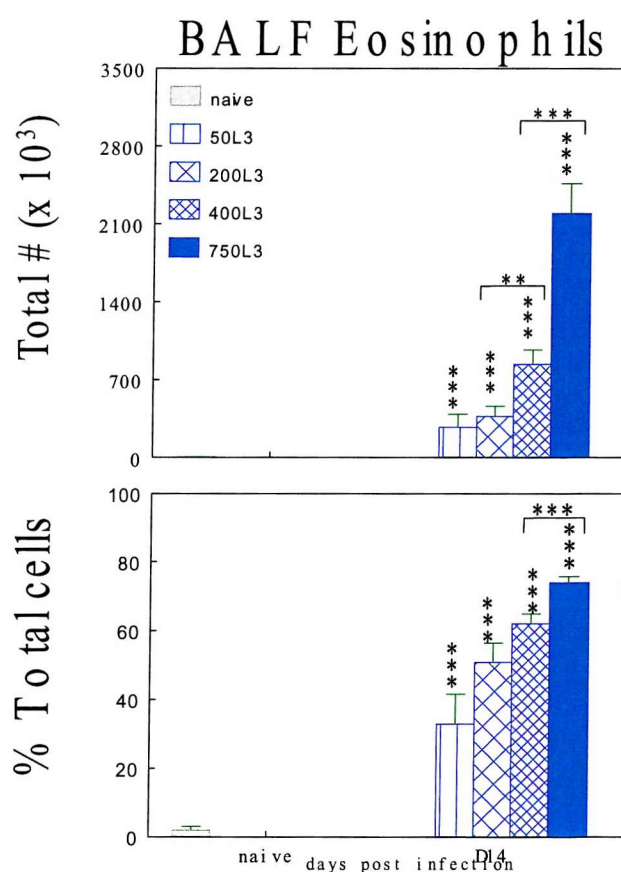 BALF Eosinophils
Total # (x 10³)
3500
2800
2100
1400
700
0
naive
50L3
200L3
400L3
750L3
***
***
**
***
***
***
% Total cells
100
80
60
40
20
0
***
***
***
***
***
naive
days post infection
D14